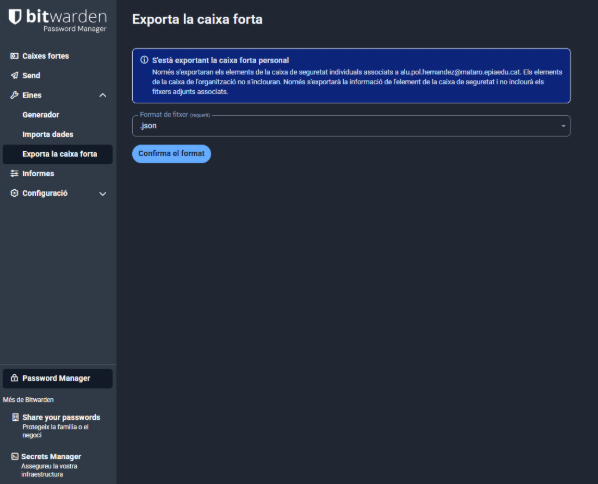 bitwarden
Password Manager
Caixes fortes
Send
Eines
Generador
Importa dades
Exporta la caixa forta
Informes
Configuració
Password Manager
Més de Bitwarden
Share your passwords
Protegeix la família o el
negoci
Secrets Manager
Assegureu la vostra
infraestructura
Exporta la caixa forta
S'està exportant la caixa forta personal
Només s'exportaran els elements de la caixa de seguretat individuals associats a alu.pol.hernandez@mataro.epiaedu.cat. Els elements
de la caixa de l'organització no s'inclouran. Només s'exportarà la informació de l'element de la caixa de seguretat i no inclourà els
fitxers adjunts associats.
Format de fitxer (requerit)
.json
Confirma el format